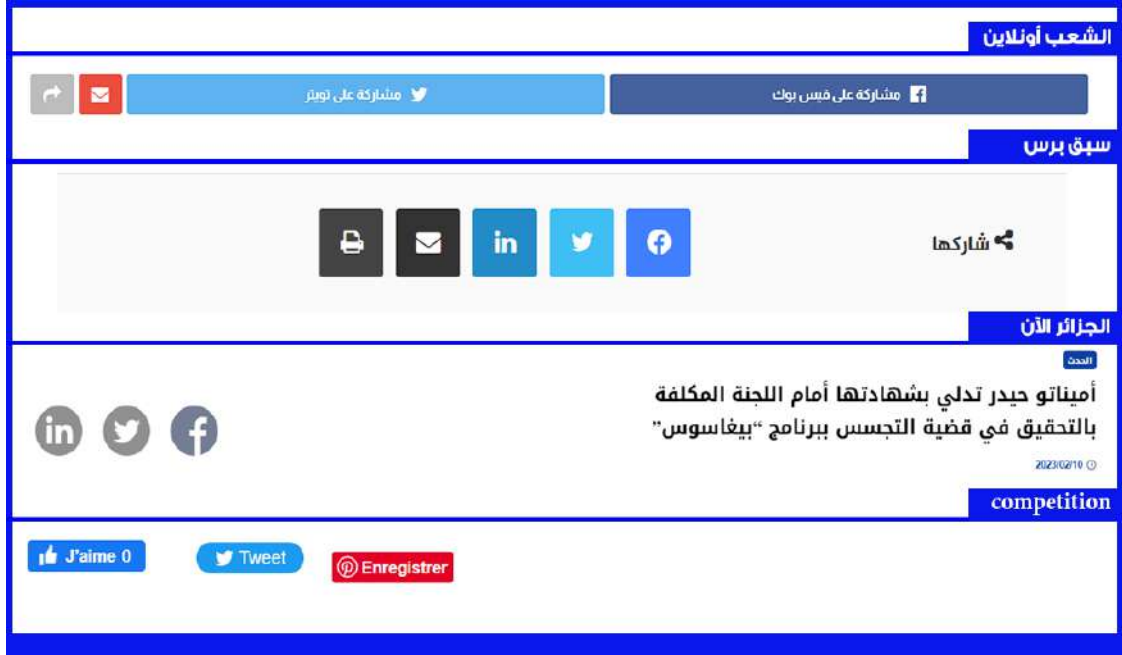 الشعب أونلاين
مشاركة على فيس بوك
مشاركة على تويتر
سبق برس
شاركها
الجزائر الآن
الحدث
أميناتو حيدر تدلي بشهادتها أمام اللجنة المكلفة
بالتحقيق في قضية التجسس ببرنامج “بيغاسوس”
2023/02/10
competition
J'aime 0
Tweet
Enregistrer